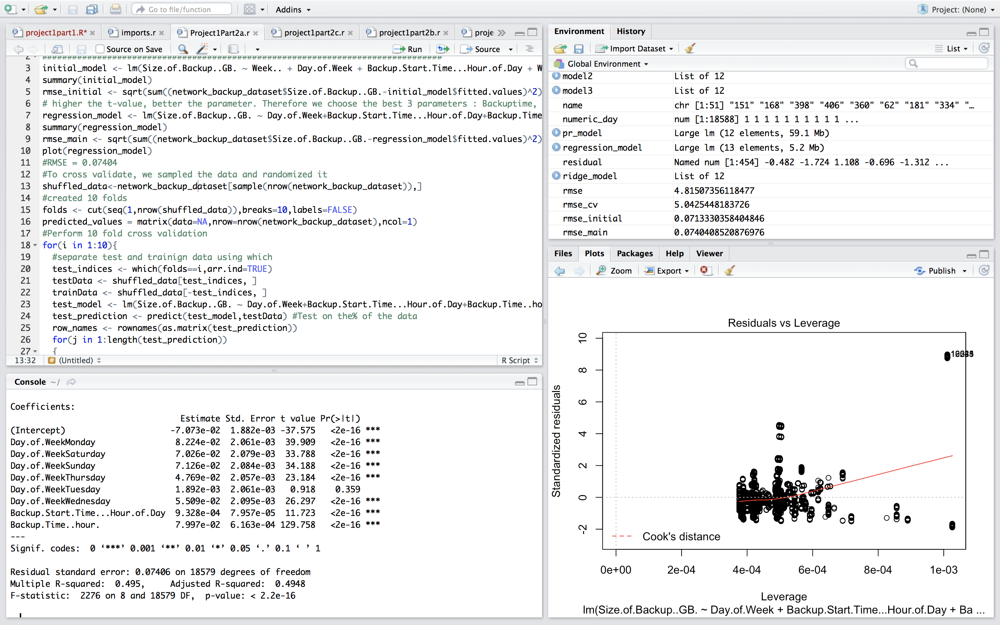 Go to file/function
Addins
Project: (None)
project1part1.R*
imports.r
Project1Part2a.r
project1part2c.r
project1part2b.r
proje
Source on Save
Run
Source
2 #################################################################################
3 initial_model <- lm(Size.of.Backup..GB. ~ Week.. + Day.of.Week + Backup.Start.Time...Hour.of.Day + W
4 summary(initial_model)
5 rmse_initial <- sqrt(sum((network_backup_dataset$Size.of.Backup..GB.-initial_model$fitted.values)^2)
6 # higher the t-value, better the parameter. Therefore we choose the best 3 parameters : Backuptime,
7 regression_model <- lm(Size.of.Backup..GB. ~ Day.of.Week+Backup.Start.Time...Hour.of.Day+Backup.Time
8 summary(regression_model)
9 rmse_main <- sqrt(sum((network_backup_dataset$Size.of.Backup..GB.-regression_model$fitted.values)^2)
10 plot(regression_model)
11 #RMSE = 0.07404
12 #To cross validate, we sampled the data and randomized it
13 shuffled_data<-network_backup_dataset[sample(nrow(network_backup_dataset)),]
14 #created 10 folds
15 folds <- cut(seq(1,nrow(shuffled_data)),breaks=10,labels=FALSE)
16 predicted_values = matrix(data=NA,nrow=nrow(network_backup_dataset),ncol=1)
17 #Perform 10 fold cross validation
18 for(i in 1:10){
19 #separate test and trainign data using which
20 test_indices <- which(folds==i,arr.ind=TRUE)
21 testData <- shuffled_data[test_indices, ]
22 trainData <- shuffled_data[-test_indices, ]
23 test_model <- lm(Size.of.Backup..GB. ~ Day.of.Week+Backup.Start.Time...Hour.of.Day+Backup.Time..ho
24 test_prediction <- predict(test_model,testData) #Test on the% of the data
25 row_names <- rownames(as.matrix(test_prediction))
26 for(j in 1:length(test_prediction))
27 {
13:32 (Untitled) R Script
Console ~/
Coefficients:
Estimate Std. Error t value Pr(>|t|)
(Intercept) -7.073e-02 1.882e-03 -37.575 <2e-16 ***
Day.of.WeekMonday 8.224e-02 2.061e-03 39.909 <2e-16 ***
Day.of.WeekSaturday 7.026e-02 2.079e-03 33.788 <2e-16 ***
Day.of.WeekSunday 7.126e-02 2.084e-03 34.188 <2e-16 ***
Day.of.WeekThursday 4.769e-02 2.057e-03 23.184 <2e-16 ***
Day.of.WeekTuesday 1.892e-03 2.061e-03 0.918 0.359
Day.of.WeekWednesday 5.509e-02 2.095e-03 26.297 <2e-16 ***
Backup.Start.Time...Hour.of.Day 9.328e-04 7.957e-05 11.723 <2e-16 ***
Backup.Time..hour. 7.997e-02 6.163e-04 129.758 <2e-16 ***
---
Signif. codes: 0 ‘***’ 0.001 ‘**’ 0.01 ‘*’ 0.05 ‘.’ 0.1 ‘ ’ 1
Residual standard error: 0.07406 on 18579 degrees of freedom
Multiple R-squared: 0.495, Adjusted R-squared: 0.4948
F-statistic: 2276 on 8 and 18579 DF, p-value: < 2.2e-16
Environment
History
Import Dataset
List
Global Environment
model2 List of 12
model3 List of 12
name chr [1:51] "151" "168" "398" "406" "360" "62" "181" "334" "…
numeric_day num [1:18588] 1 1 1 1 1 1 1 1 1 1 ...
pr_model Large lm (12 elements, 59.1 Mb)
regression_model Large lm (13 elements, 5.2 Mb)
residual Named num [1:454] -0.482 -1.724 1.108 -0.696 -1.312 ...
ridge_model List of 12
rmse 4.81507356118477
rmse_cv 5.0425448183726
rmse_initial 0.0713330358404846
rmse_main 0.0740408520876976
Files
Plots
Packages
Help
Viewer
Zoom
Export
Publish
Residuals vs Leverage
Standardized residuals
10
8
6
4
2
0
-2
Cook's distance
0e+00 2e-04 4e-04 6e-04 8e-04 1e-03
Leverage
lm(Size.of.Backup..GB. ~ Day.of.Week + Backup.Start.Time...Hour.of.Day + Ba ...